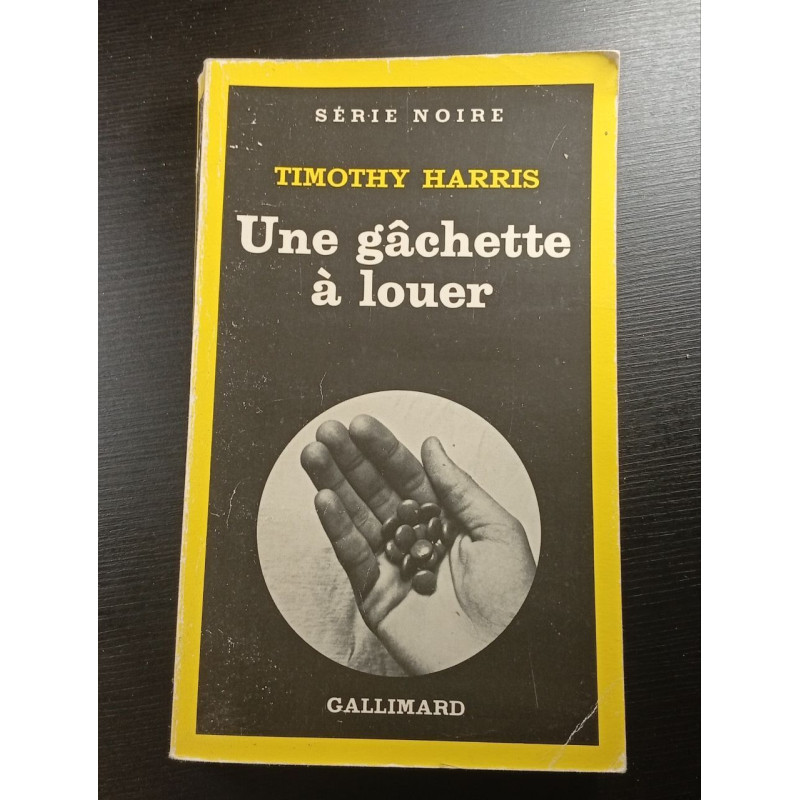 SÉRIE NOIRE
TIMOTHY HARRIS
Une gâchette
à louer
GALLIMARD